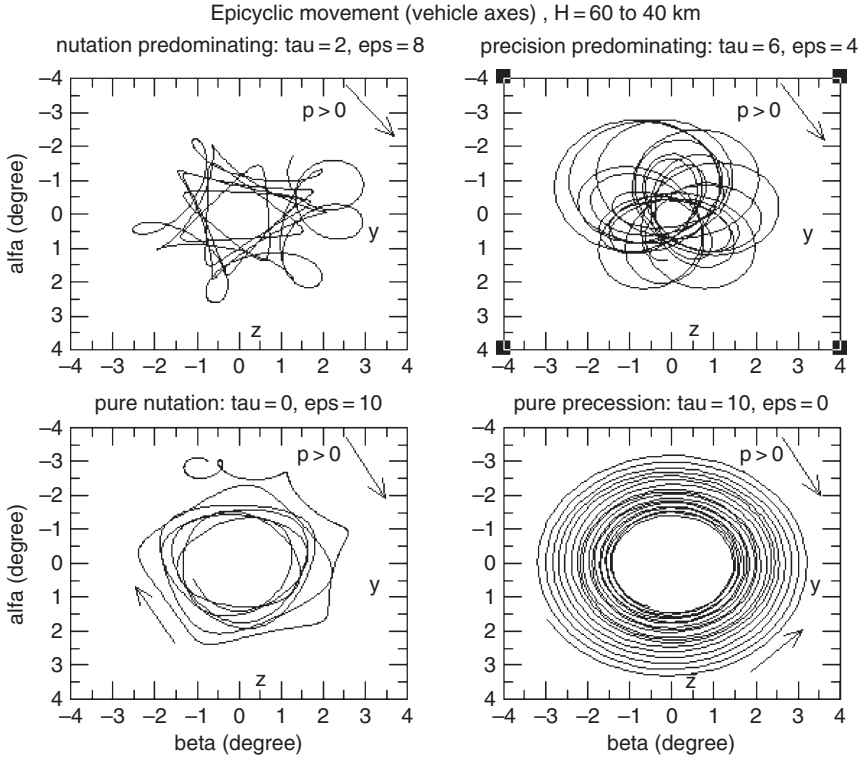 Epicyclic movement (vehicle axes) , H = 60 to 40 km
nutation predominating: tau = 2, eps = 8
precision predominating: tau = 6, eps = 4
–4
–3
–2
–1
0
1
2
3
4
alfa (degree)
p > 0
y
z
–4 –3 –2 –1 0 1 2 3 4
–4
–3
–2
–1
0
1
2
3
4
p > 0
y
z
–4 –3 –2 –1 0 1 2 3 4
pure nutation: tau = 0, eps = 10
pure precession: tau = 10, eps = 0
–4
–3
–2
–1
0
1
2
3
4
alfa (degree)
p > 0
y
z
–4 –3 –2 –1 0 1 2 3 4
beta (degree)
–4
–3
–2
–1
0
1
2
3
4
p > 0
y
z
–4 –3 –2 –1 0 1 2 3 4
beta (degree)